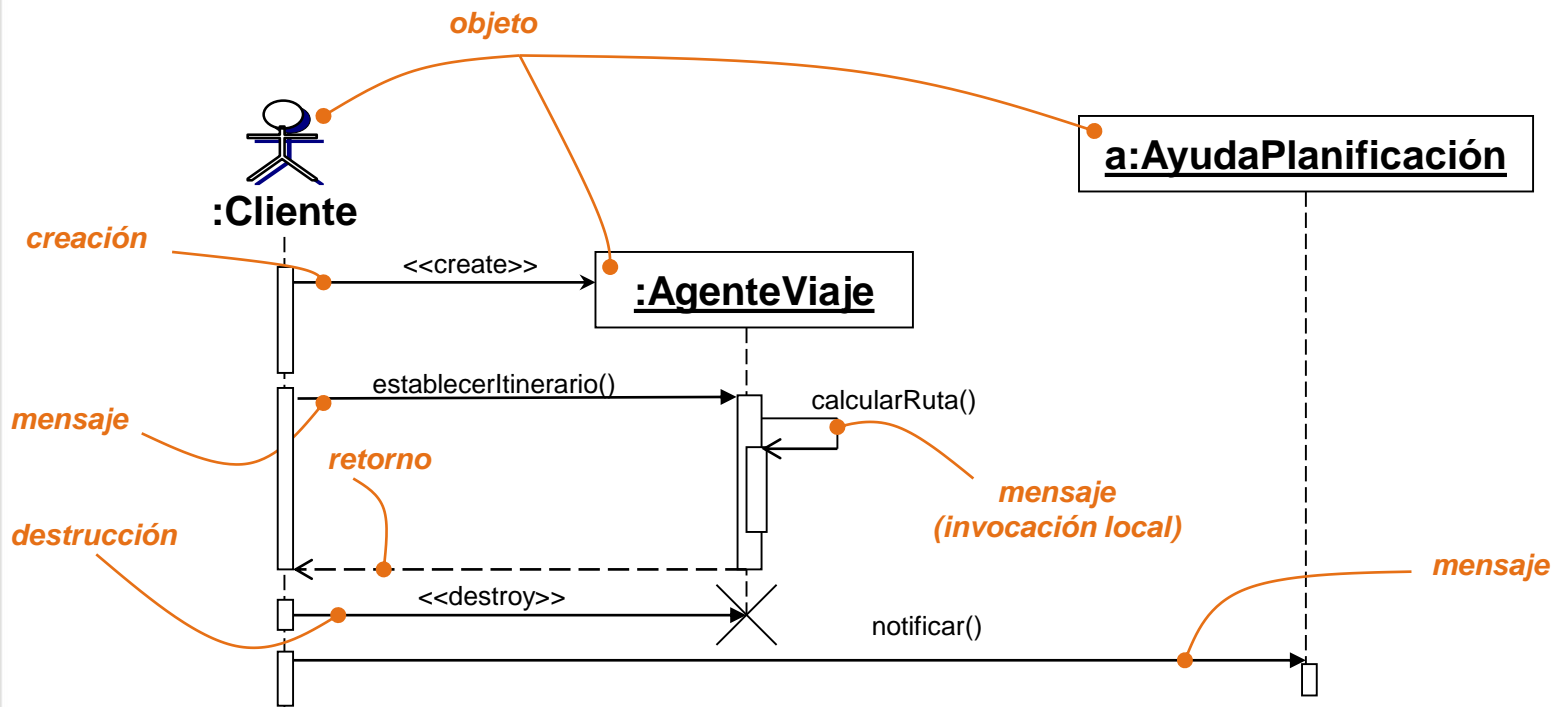 objeto
a:AyudaPlanificación
:Cliente
creación
<<create>>
:AgenteViaje
establecerItinerario()
calcularRuta()
mensaje
retorno
mensaje
(invocación local)
destrucción
mensaje
<<destroy>>
notificar()